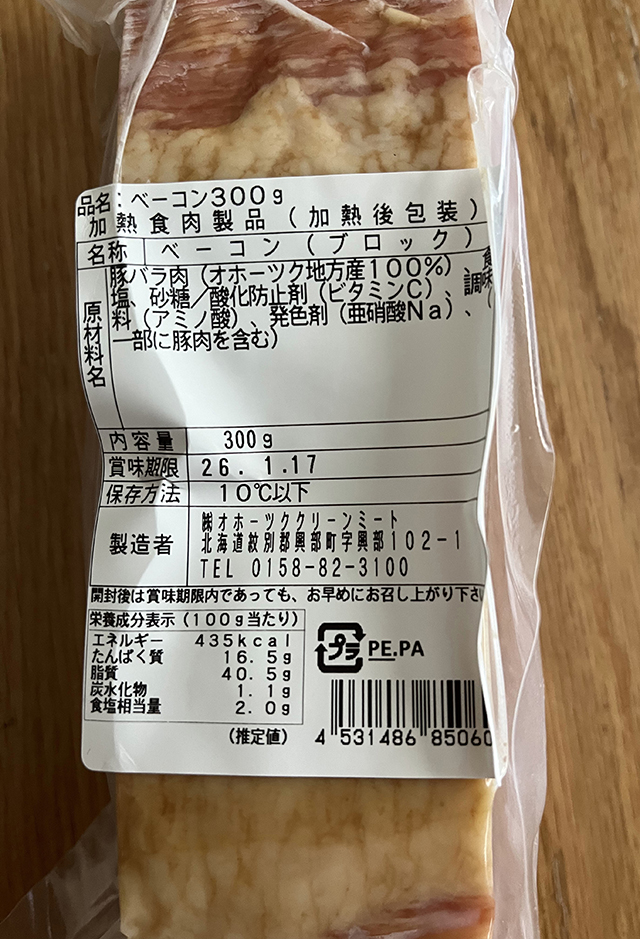 品名：ベーコン300g
加熱食肉製品(加熱後包装)
名称 ベーコン(ブロック)
原材料名
豚バラ肉(オホーツク地方産100%)、食
塩、砂糖/酸化防止剤(ビタミンC)、調味
料(アミノ酸)、発色剤(亜硝酸Na)、(
一部に豚肉を含む)
内容量 300g
賞味期限 26. 1.17
保存方法 10℃以下
製造者
㈱オホーツククリーンミート
北海道紋別郡興部町字興部102-1
TEL 0158-82-3100
開封後は賞味期限内であっても、お早めにお召し上がり下さ
栄養成分表示(100g当たり)
エネルギー 435kcal
たんぱく質 16.5g
脂質 40.5g
炭水化物 1.1g
食塩相当量 2.0g
(推定値)
プラ PE.PA
4 531486 85060